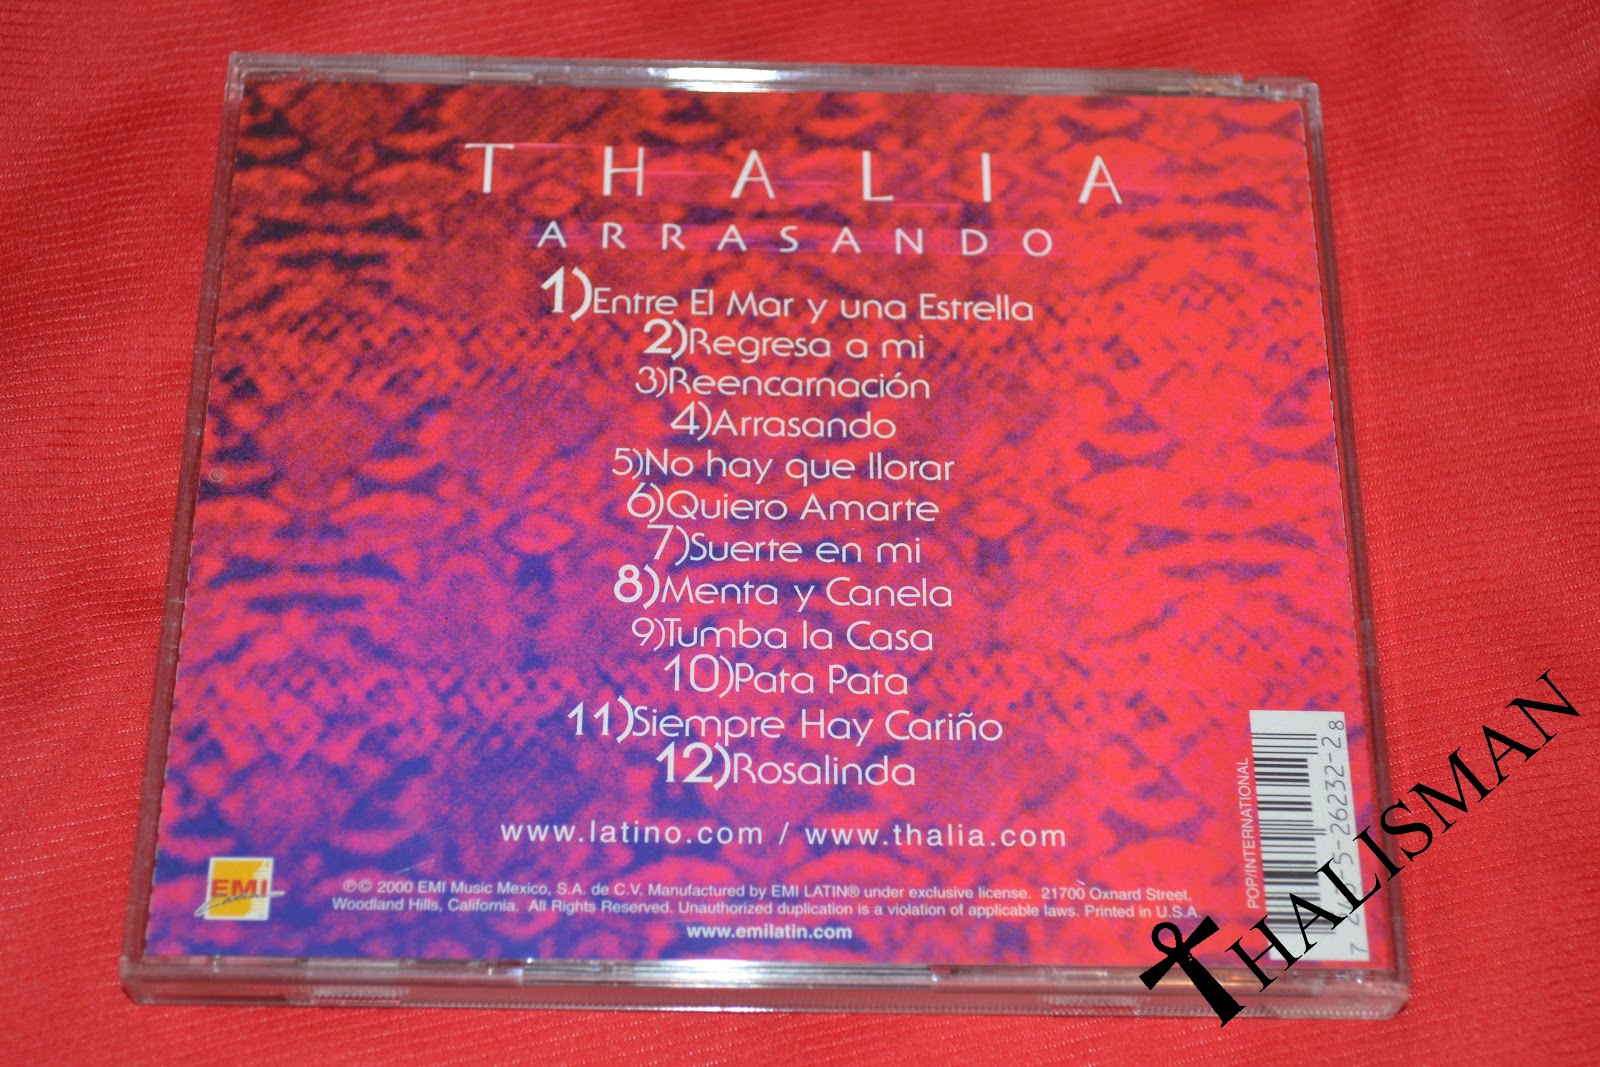 THALIA
ARRASANDO
1)Entre El Mar y una Estrella
2)Regresa a mi
3)Reencarnación
4)Arrasando
5)No hay que llorar
6)Quiero Amarte
7)Suerte en mi
8)Menta y Canela
9)Tumba la Casa
10)Pata Pata
11)Siempre Hay Cariño
12)Rosalinda
www.latino.com / www.thalia.com
EMI
℗© 2000 EMI Music Mexico, S.A. de C.V. Manufactured by EMI LATIN® under exclusive license. 21700 Oxnard Street,
Woodland Hills, California. All Rights Reserved. Unauthorized duplication is a violation of applicable laws. Printed in U.S.A.
www.emilatin.com
POP/INTERNATIONAL
5-26232-2 8
THALISMAN